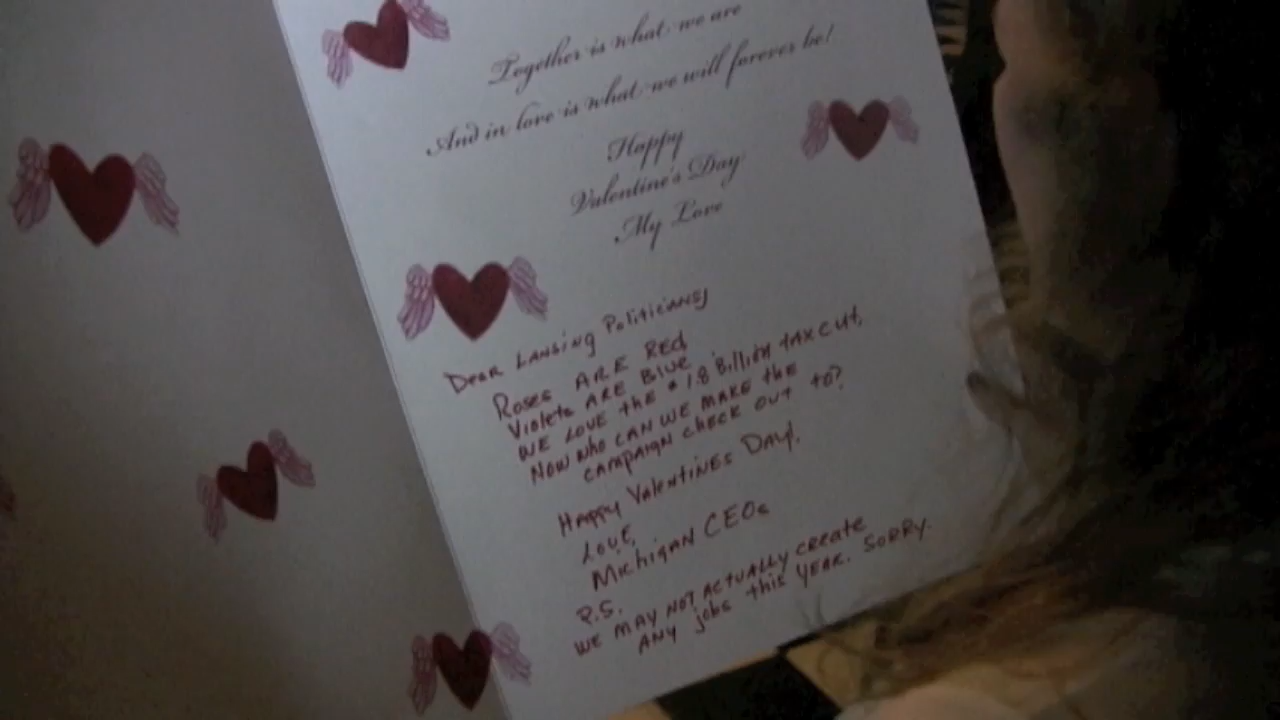 Together is what we are
And in love is what we will forever be!
Happy
Valentine's Day
My Love
Dear Lansing Politicians,
Roses ARE Red
Violets ARE Blue
WE LOVE the $1.8 Billion tax cut,
Now who CAN WE MAKE the
CAMPAIGN CHECK OUT to?
Happy Valentines Day!,
Love,
Michigan CEOs
P.S.
WE MAY NOT ACTUALLY CREATE
ANY jobs this YEAR. SORRY.